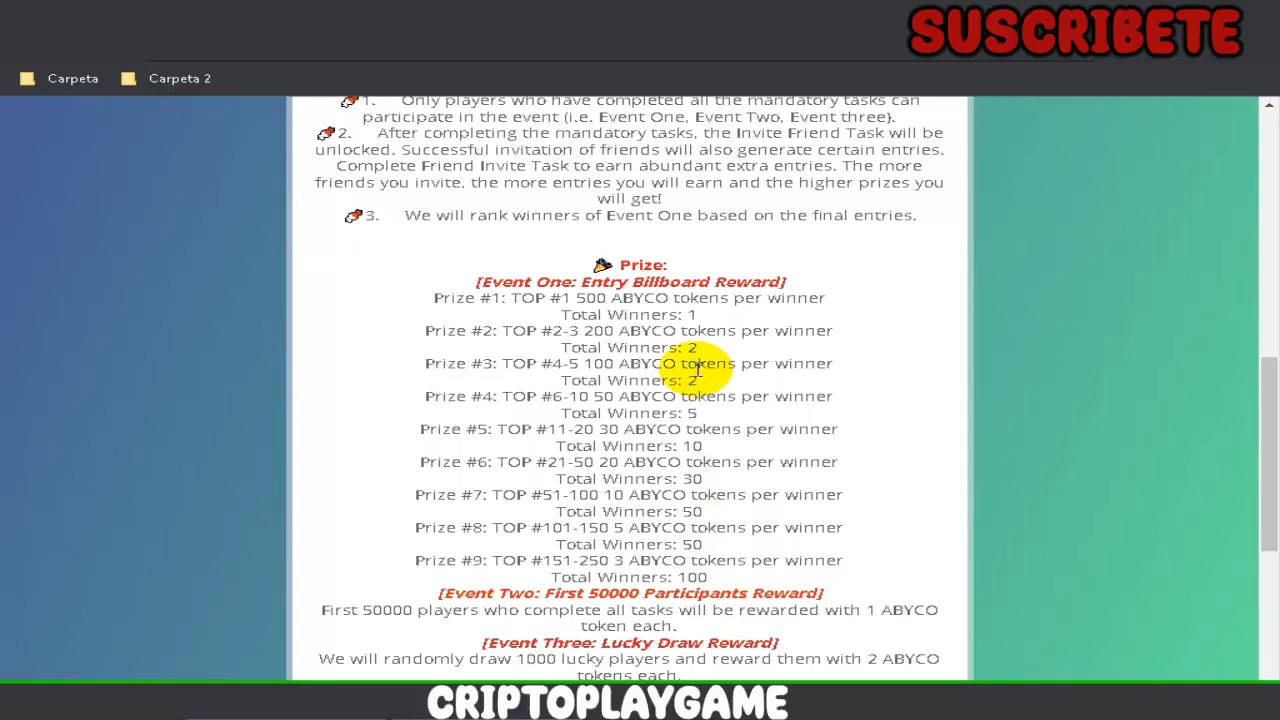 SUSCRIBETE
Carpeta
Carpeta 2
1. Only players who have completed all the mandatory tasks can
participate in the event (i.e. Event One, Event Two, Event three).
2. After completing the mandatory tasks, the Invite Friend Task will be
unlocked. Successful invitation of friends will also generate certain entries.
Complete Friend Invite Task to earn abundant extra entries. The more
friends you invite, the more entries you will earn and the higher prizes you
will get!
3. We will rank winners of Event One based on the final entries.
Prize:
[Event One: Entry Billboard Reward]
Prize #1: TOP #1 500 ABYCO tokens per winner
Total Winners: 1
Prize #2: TOP #2-3 200 ABYCO tokens per winner
Total Winners: 2
Prize #3: TOP #4-5 100 ABYCO tokens per winner
Total Winners: 2
Prize #4: TOP #6-10 50 ABYCO tokens per winner
Total Winners: 5
Prize #5: TOP #11-20 30 ABYCO tokens per winner
Total Winners: 10
Prize #6: TOP #21-50 20 ABYCO tokens per winner
Total Winners: 30
Prize #7: TOP #51-100 10 ABYCO tokens per winner
Total Winners: 50
Prize #8: TOP #101-150 5 ABYCO tokens per winner
Total Winners: 50
Prize #9: TOP #151-250 3 ABYCO tokens per winner
Total Winners: 100
[Event Two: First 50000 Participants Reward]
First 50000 players who complete all tasks will be rewarded with 1 ABYCO
token each.
[Event Three: Lucky Draw Reward]
We will randomly draw 1000 lucky players and reward them with 2 ABYCO
tokens each.
CRIPTOPLAYGAME